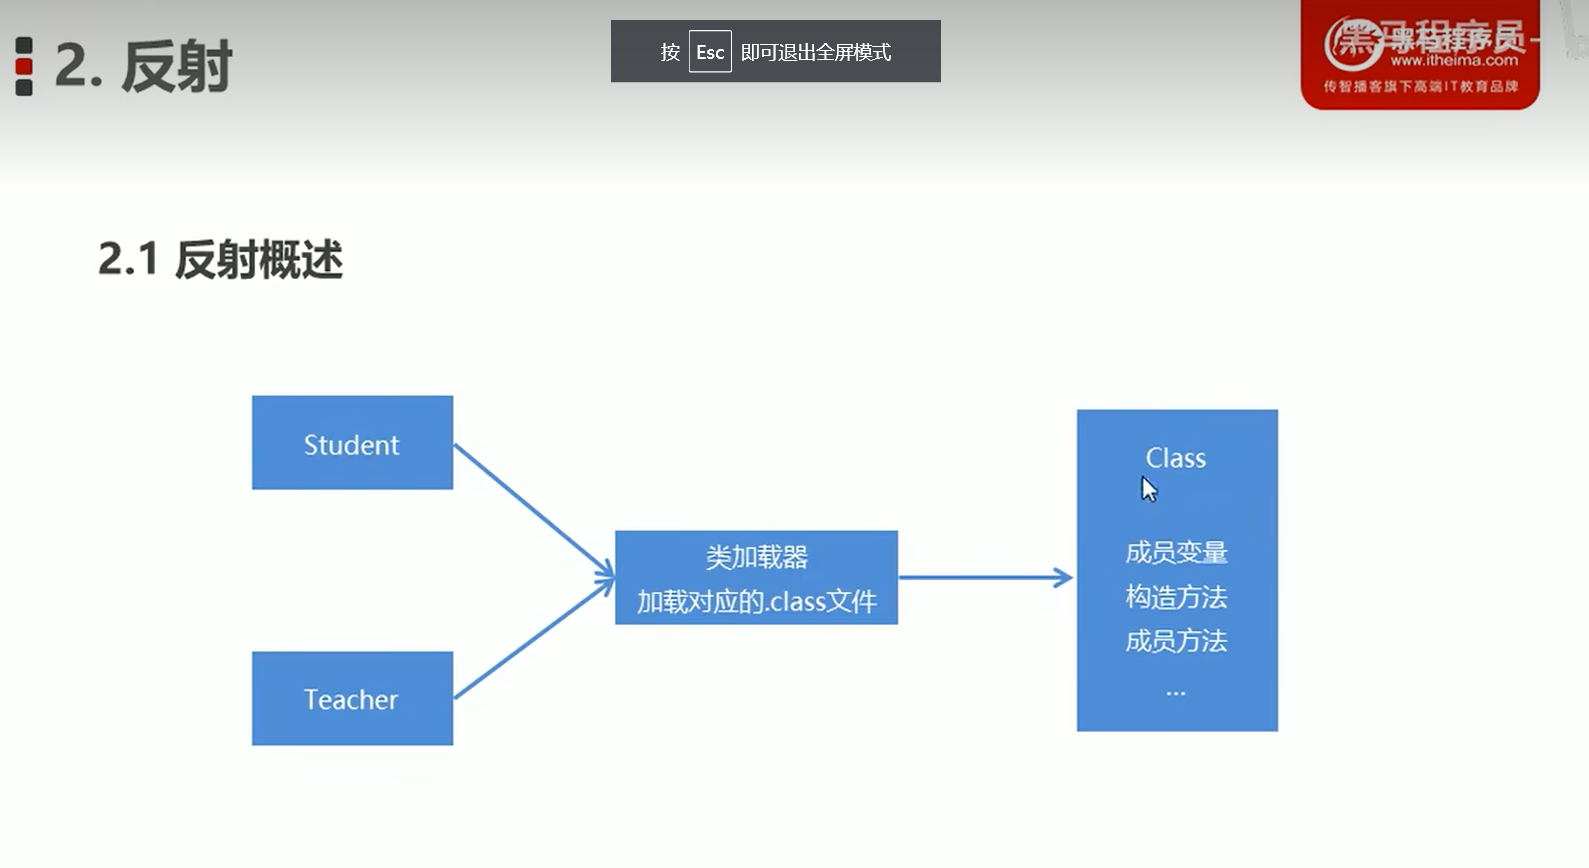 2. 反射
按 Esc 即可退出全屏模式
黑马程序员
www.itheima.com
传智播客旗下高端IT教育品牌
2.1 反射概述
Student
Teacher
类加载器
加载对应的.class文件
Class
成员变量
构造方法
成员方法
...